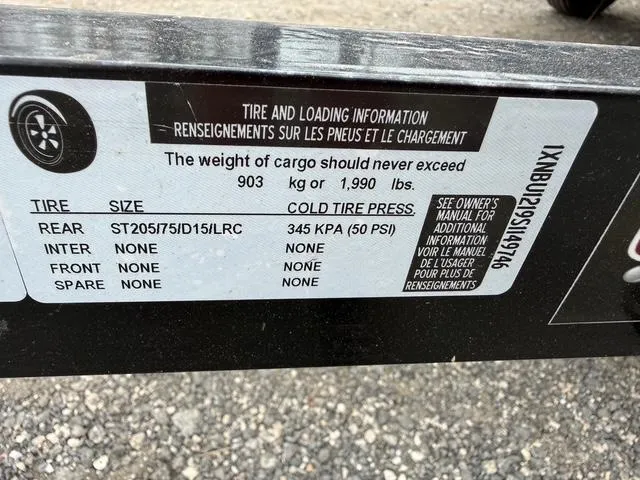 TIRE AND LOADING INFORMATION
RENSEIGNEMENTS SUR LES PNEUS ET LE CHARGEMENT
The weight of cargo should never exceed
903 kg or 1,990 lbs.
TIRE SIZE COLD TIRE PRESS.
REAR ST205/75/D15/LRC 345 KPA (50 PSI)
INTER NONE NONE
FRONT NONE NONE
SPARE NONE NONE
SEE OWNER'S
MANUAL FOR
ADDITIONAL
INFORMATION
VOIR LE MANUEL
DE L'USAGER
POUR PLUS DE
RENSEIGNEMENTS
1XNBU1219S1149746